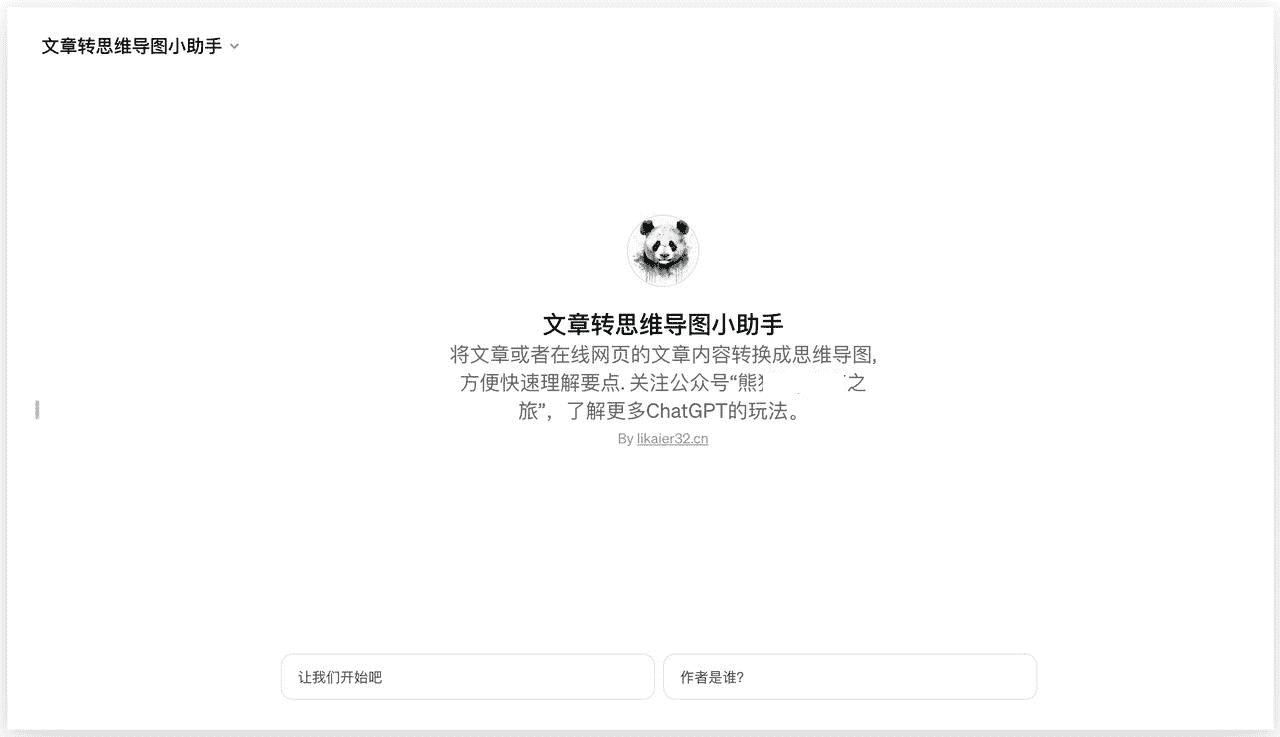 文章转思维导图小助手
文章转思维导图小助手
将文章或者在线网页的文章内容转换成思维导图,
方便快速理解要点. 关注公众号“熊 之
旅”，了解更多ChatGPT的玩法。
By likaier32.cn
让我们开始吧
作者是谁?